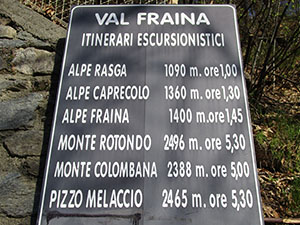 VAL FRAINA
ITINERARI ESCURSIONISTICI
ALPE RASGA 1090 m. ore 1,00
ALPE CAPRECOLO 1360 m. ore 1,30
ALPE FRAINA 1400 m. ore 1,45
MONTE ROTONDO 2496 m. ore 5,30
MONTE COLOMBANA 2388 m. ore 5,00
PIZZO MELACCIO 2465 m. ore 5,30